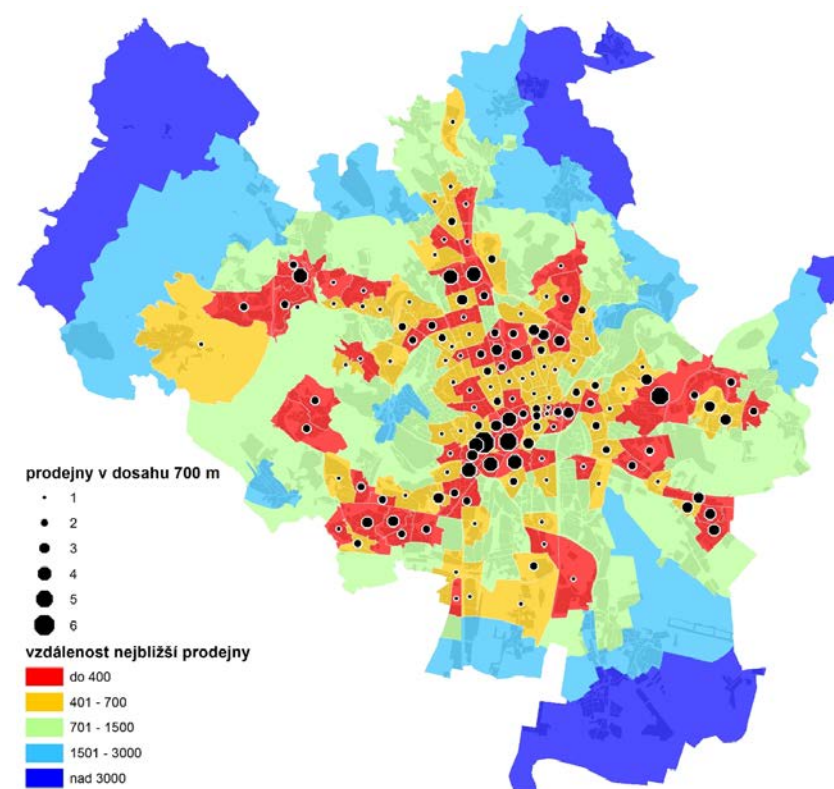 prodejny v dosahu 700 m
1
2
3
4
5
6
vzdálenost nejbližší prodejny
do 400
401 - 700
701 - 1500
1501 - 3000
nad 3000